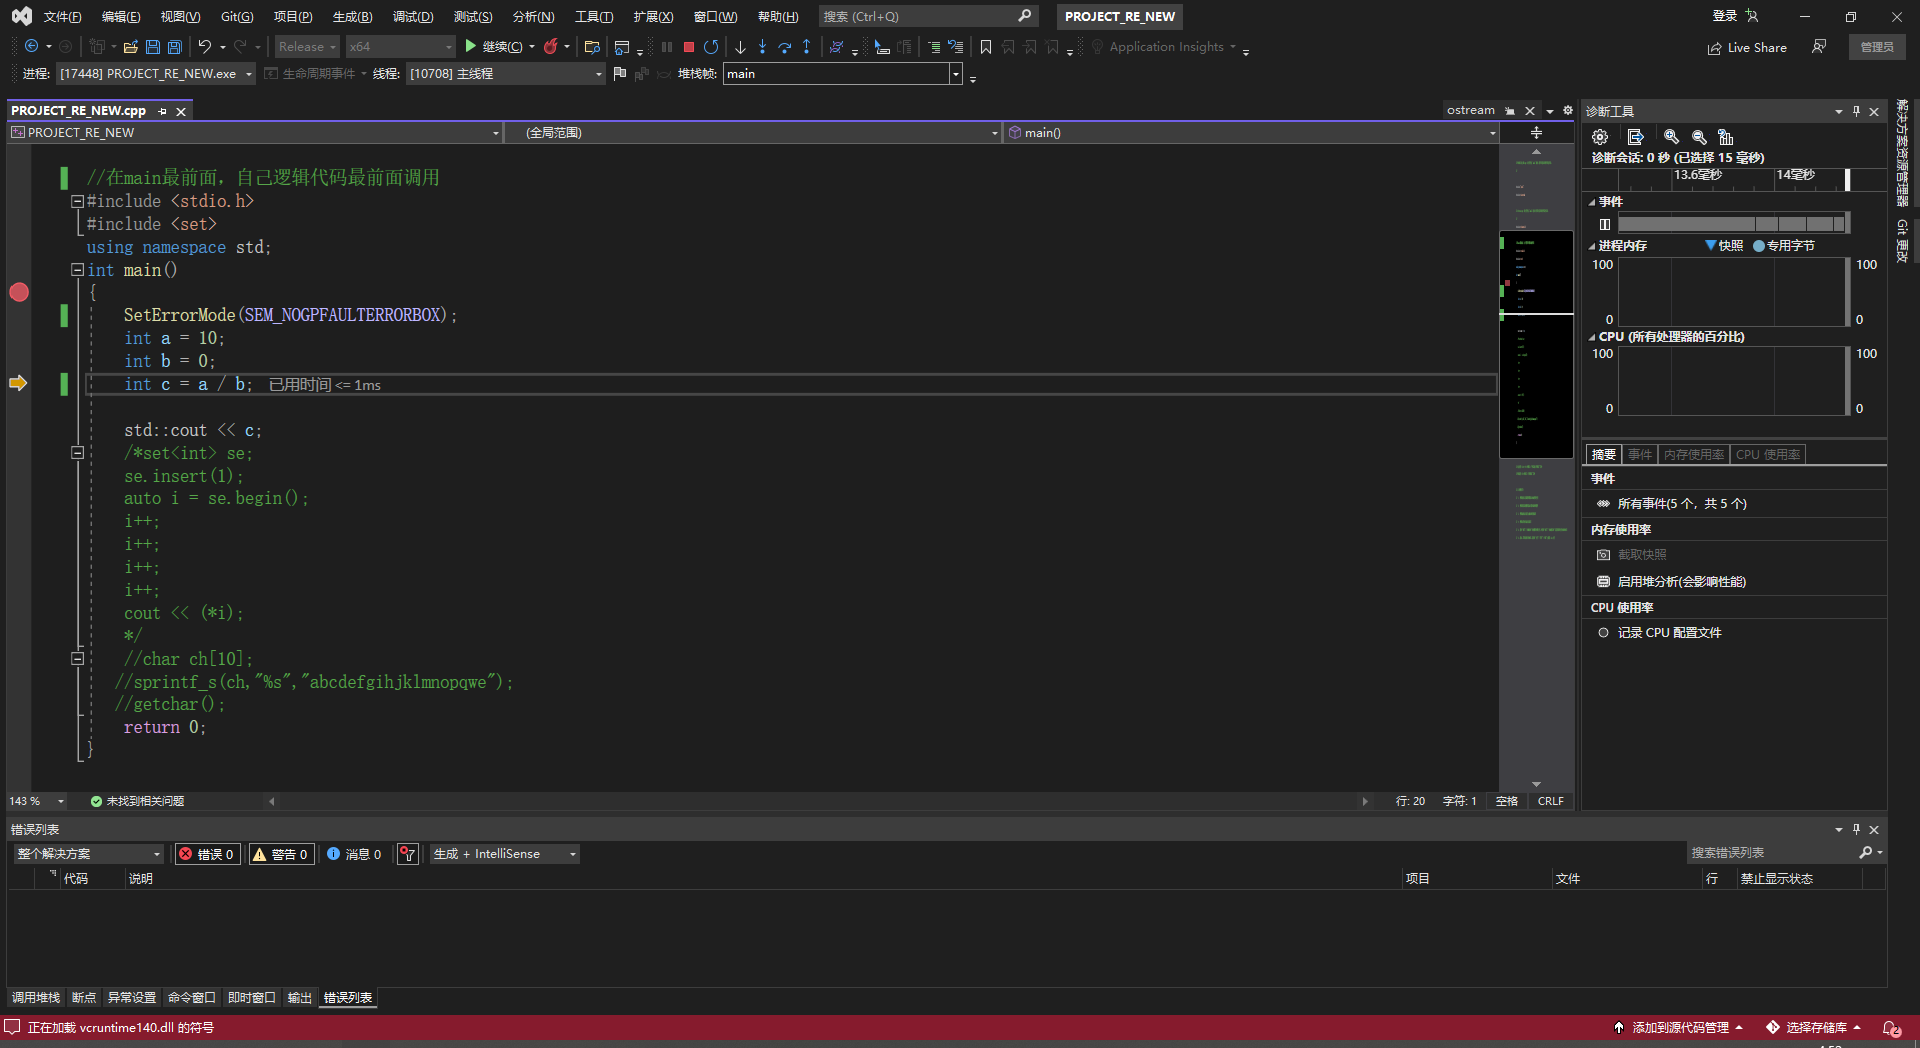 文件(F) 编辑(E) 视图(V) Git(G) 项目(P) 生成(B) 调试(D) 测试(S) 分析(N) 工具(T) 扩展(X) 窗口(W) 帮助(H) 搜索 (Ctrl+Q) PROJECT_RE_NEW 登录
Release x64 继续(C) Application Insights Live Share 管理员
进程: [17448] PROJECT_RE_NEW.exe 生命周期事件 线程: [10708] 主线程 堆栈帧: main
PROJECT_RE_NEW.cpp ostream
PROJECT_RE_NEW (全局范围) main()
//在main最前面，自己逻辑代码最前面调用
#include <stdio.h>
#include <set>
using namespace std;
int main()
{
SetErrorMode(SEM_NOGPFAULTERRORBOX);
int a = 10;
int b = 0;
int c = a / b; 已用时间 <= 1ms
std::cout << c;
/*set<int> se;
se.insert(1);
auto i = se.begin();
i++;
i++;
i++;
i++;
cout << (*i);
*/
//char ch[10];
//sprintf_s(ch,"%s","abcdefgihjklmnopqwe");
//getchar();
return 0;
}
143 % 未找到相关问题 行: 20 字符: 1 空格 CRLF
诊断工具
诊断会话: 0 秒 (已选择 15 毫秒)
13.6毫秒 14毫秒
事件
进程内存 快照 专用字节
100 100
0 0
CPU (所有处理器的百分比)
100 100
0 0
摘要 事件 内存使用率 CPU 使用率
事件
所有事件(5 个，共 5 个)
内存使用率
截取快照
启用堆分析(会影响性能)
CPU 使用率
记录 CPU 配置文件
解决方案资源管理器
Git 更改
错误列表
整个解决方案 错误 0 警告 0 消息 0 生成 + IntelliSense 搜索错误列表
代码 说明 项目 文件 行 禁止显示状态
调用堆栈 断点 异常设置 命令窗口 即时窗口 输出 错误列表
正在加载 vcruntime140.dll 的符号 添加到源代码管理 选择存储库 2